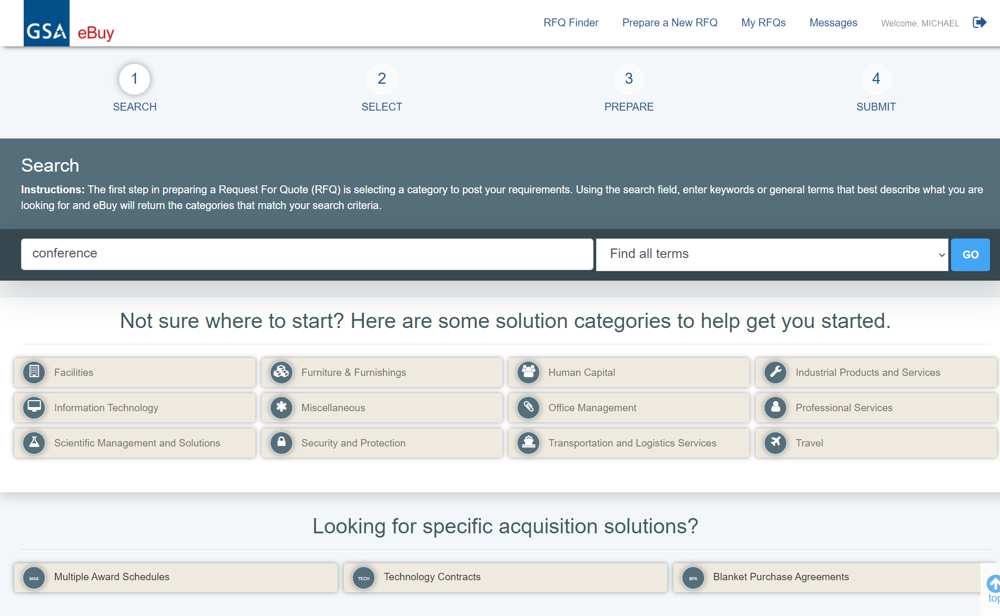 GSA eBuy
RFQ Finder Prepare a New RFQ My RFQs Messages Welcome, MICHAEL
1 2 3 4
SEARCH SELECT PREPARE SUBMIT
Search
Instructions: The first step in preparing a Request For Quote (RFQ) is selecting a category to post your requirements. Using the search field, enter keywords or general terms that best describe what you are
looking for and eBuy will return the categories that match your search criteria.
conference Find all terms GO
Not sure where to start? Here are some solution categories to help get you started.
Facilities Furniture & Furnishings Human Capital Industrial Products and Services
Information Technology Miscellaneous Office Management Professional Services
Scientific Management and Solutions Security and Protection Transportation and Logistics Services Travel
Looking for specific acquisition solutions?
MAS Multiple Award Schedules TECH Technology Contracts BPA Blanket Purchase Agreements
top